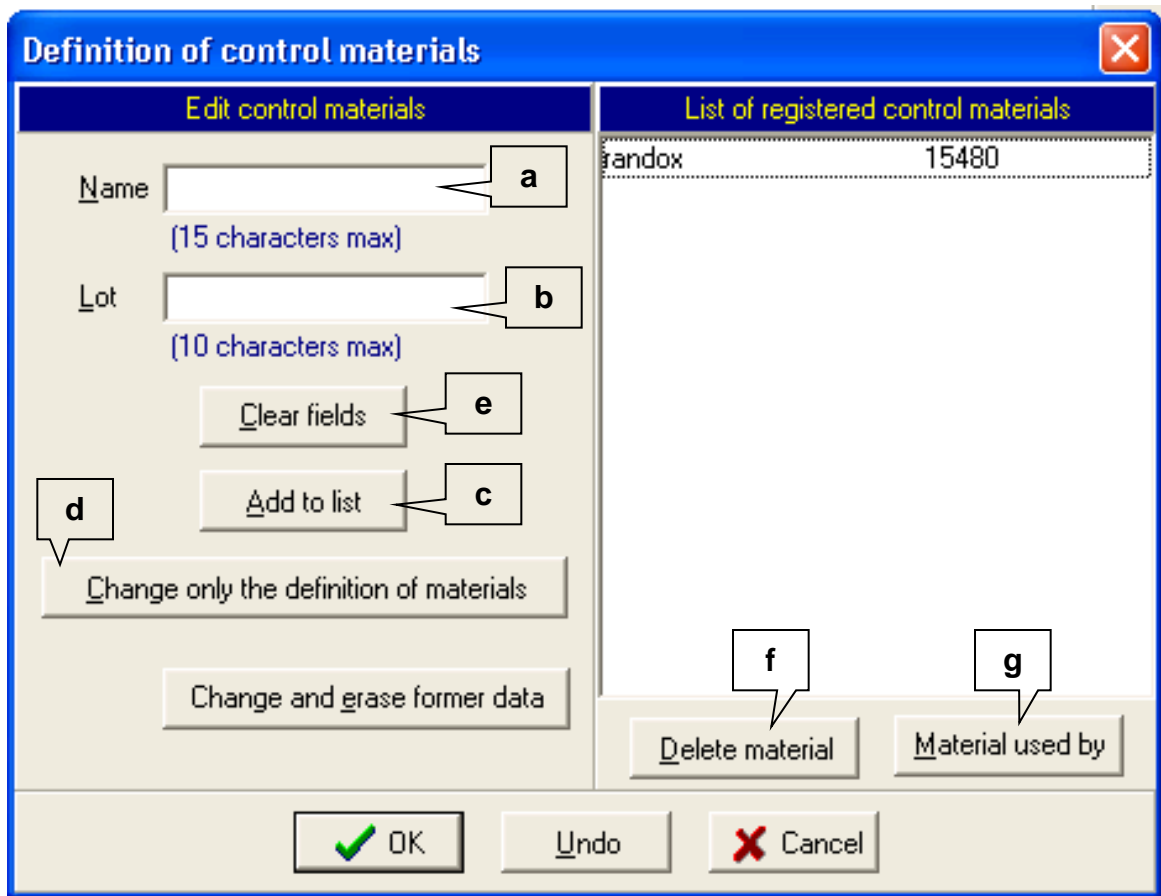 Definition of control materials
Edit control materials
Name
a
(15 characters max)
Lot
b
(10 characters max)
Clear fields
e
Add to list
c
d
Change only the definition of materials
Change and erase former data
List of registered control materials
randox 15480
f
g
Delete material
Material used by
OK
Undo
Cancel